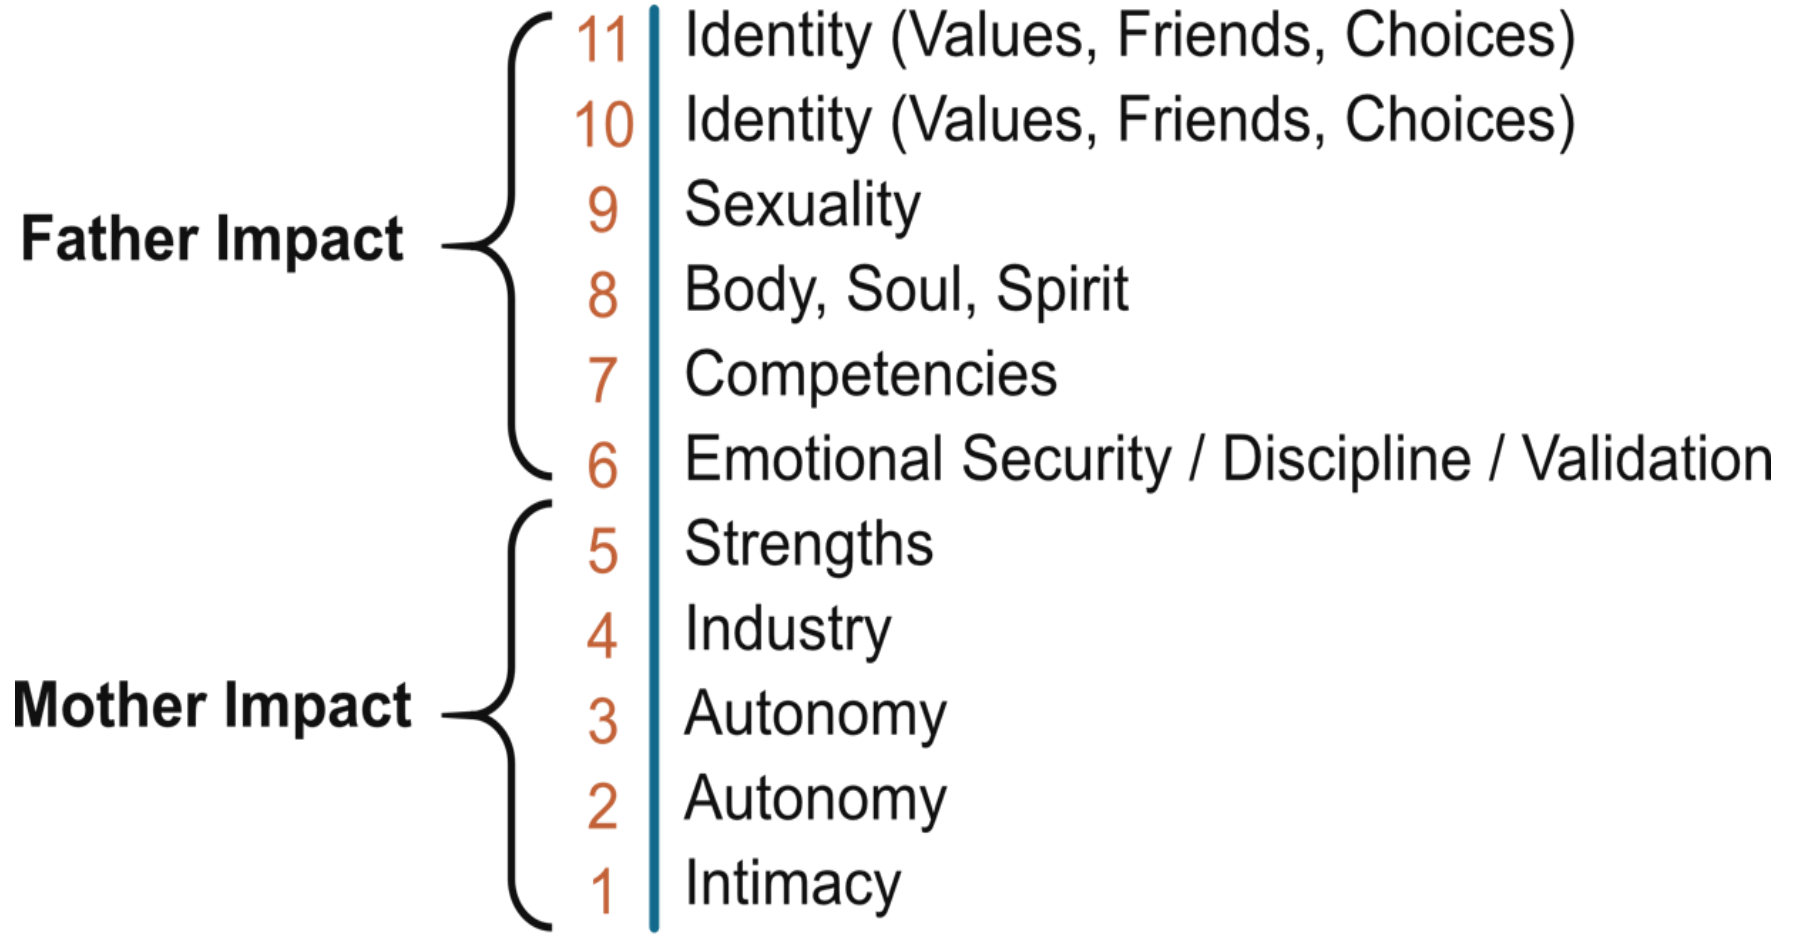 11 Identity (Values, Friends, Choices)
10 Identity (Values, Friends, Choices)
9 Sexuality
Father Impact
8 Body, Soul, Spirit
7 Competencies
6 Emotional Security / Discipline / Validation
5 Strengths
4 Industry
Mother Impact
3 Autonomy
2 Autonomy
1 Intimacy